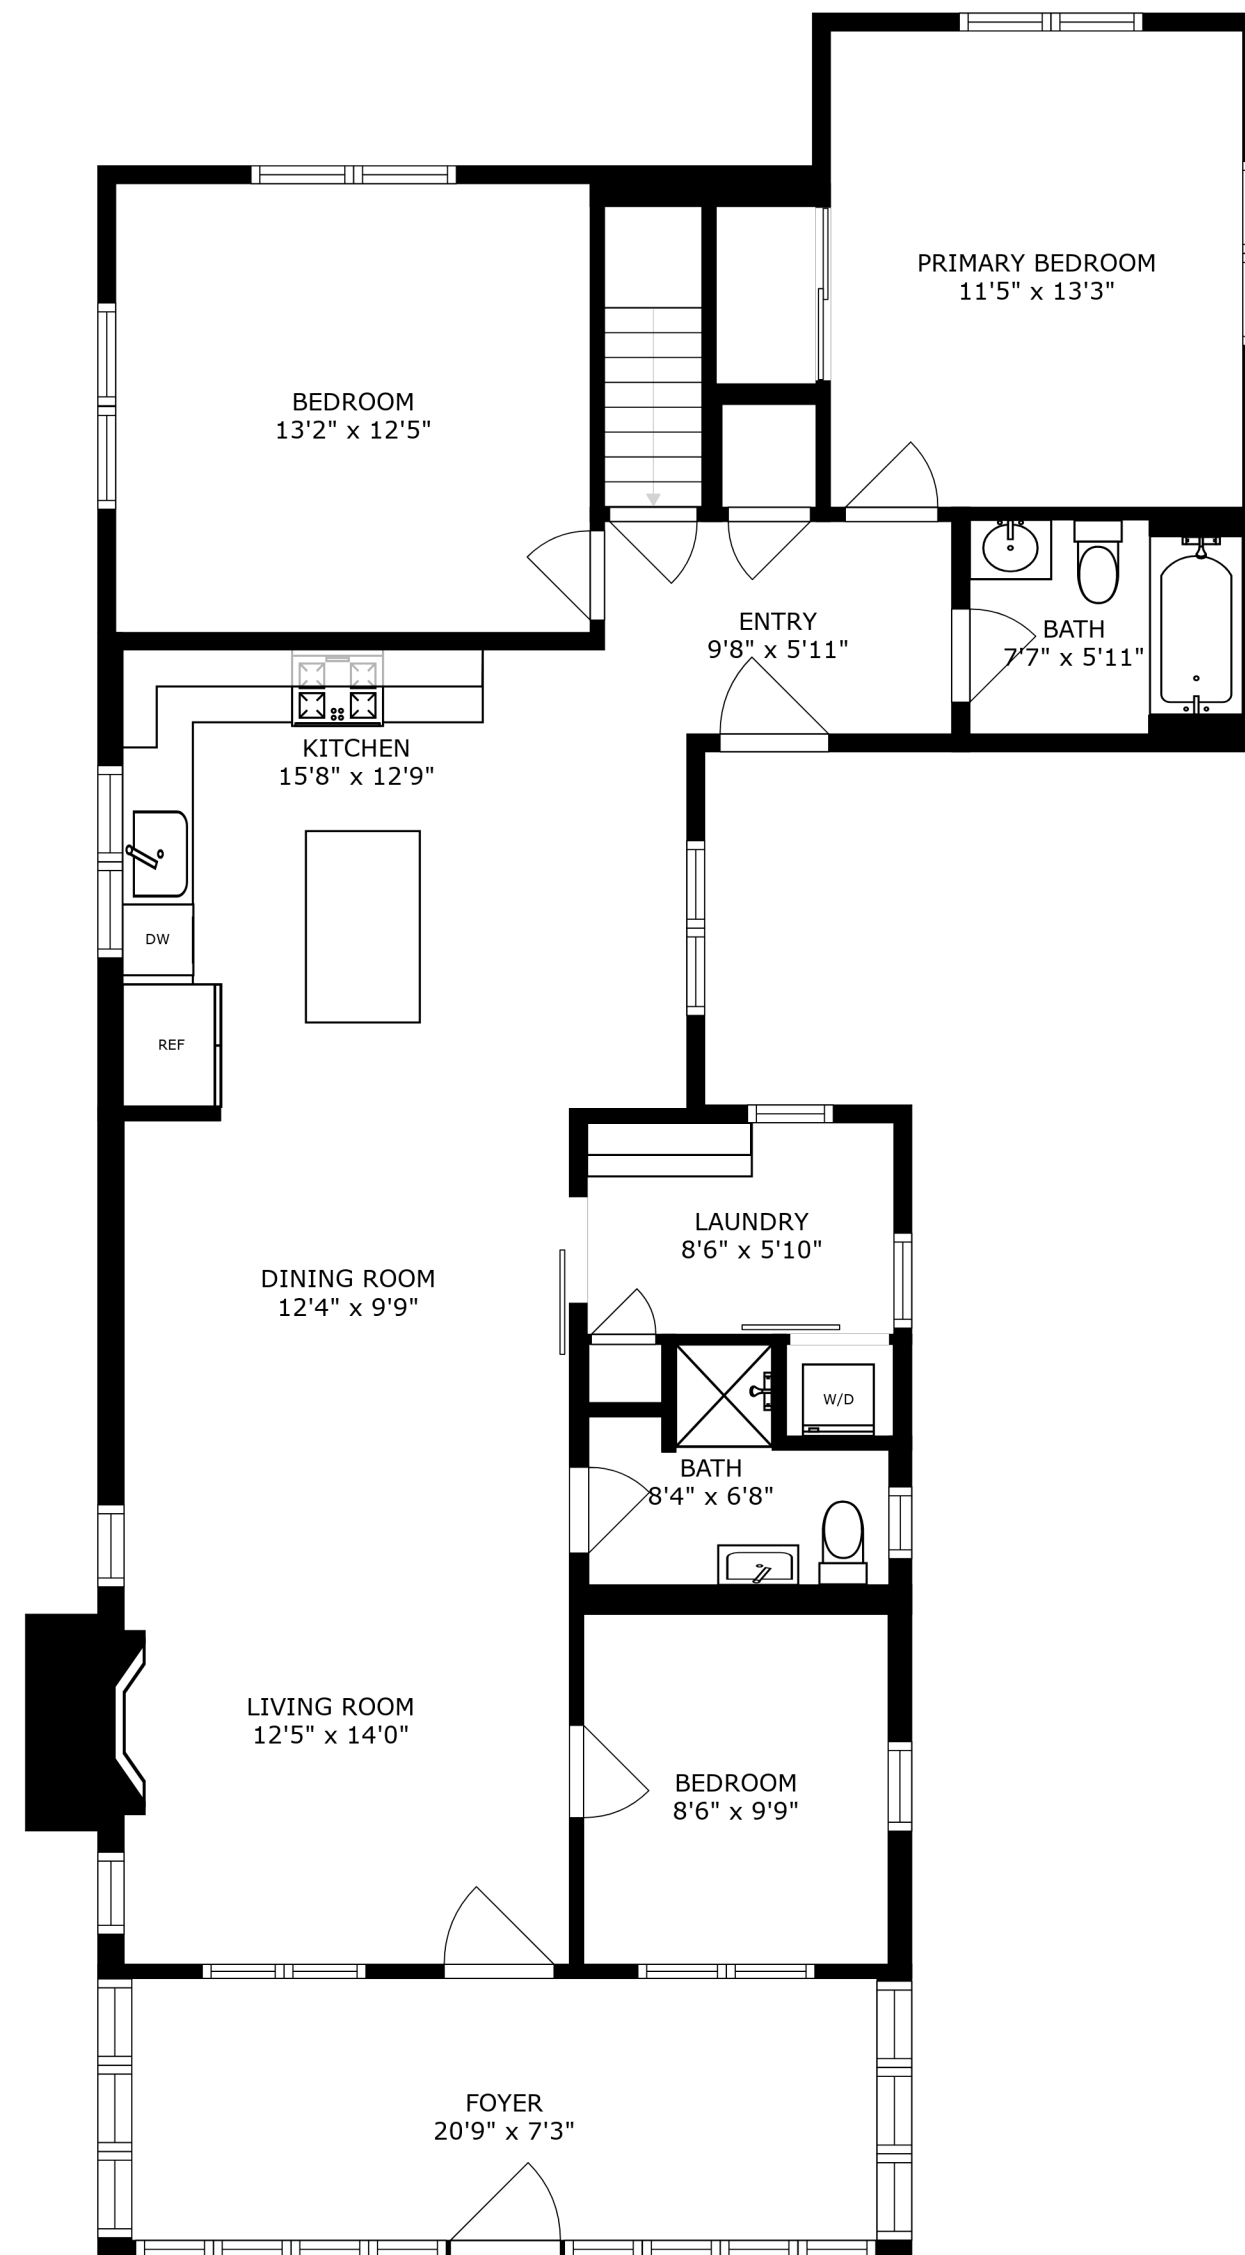 PRIMARY BEDROOM
11'5" x 13'3"
BEDROOM
13'2" x 12'5"
ENTRY
9'8" x 5'11"
BATH
7'7" x 5'11"
KITCHEN
15'8" x 12'9"
DW
REF
LAUNDRY
8'6" x 5'10"
DINING ROOM
12'4" x 9'9"
W/D
BATH
8'4" x 6'8"
LIVING ROOM
12'5" x 14'0"
BEDROOM
8'6" x 9'9"
FOYER
20'9" x 7'3"